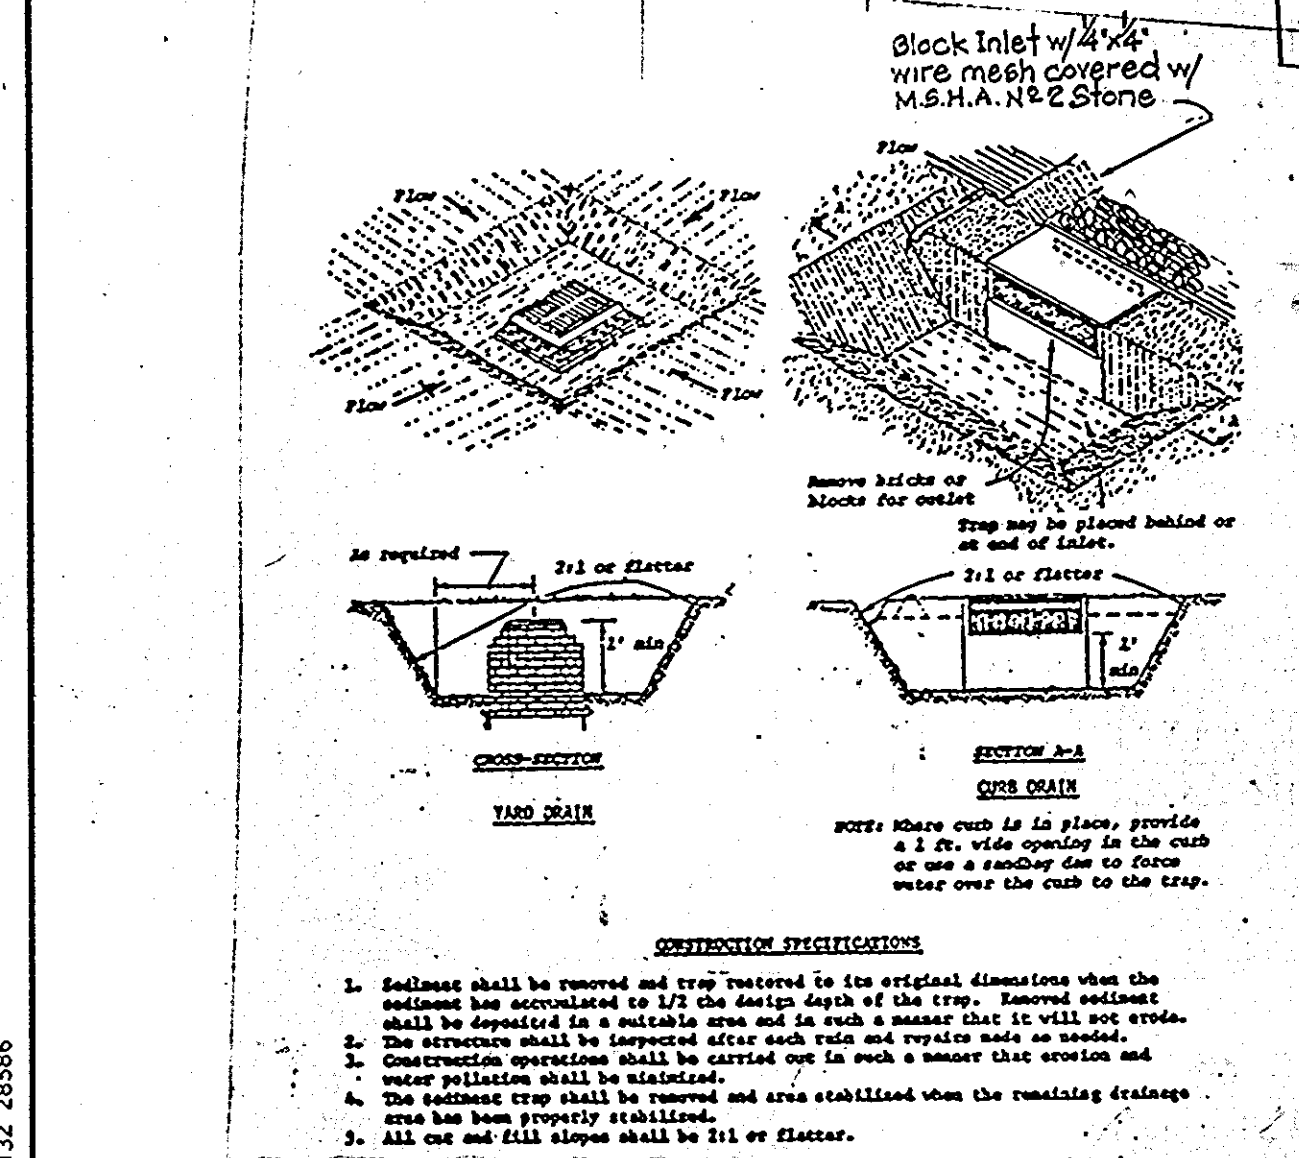 Block Inlet w/ 1/4"x1/4"
wire mesh covered w/
M.S.H.A. Nº 2 Stone
Flow
Flow
Flow
Flow
Flow
A
Remove bricks or
blocks for outlet
Trap may be placed behind or
at end of inlet.
As required
2:1 or flatter
1' min
2:1 or flatter
1'
min
CROSS-SECTION
YARD DRAIN
SECTION A-A
CURB DRAIN
NOTE: Where curb is in place, provide
a 1 ft. wide opening in the curb
or use a sandbag dam to force
water over the curb to the trap.
CONSTRUCTION SPECIFICATIONS
1. Sediment shall be removed and trap restored to its original dimensions when the
sediment has accumulated to 1/2 the design depth of the trap. Removed sediment
shall be deposited in a suitable area and in such a manner that it will not erode.
2. The structure shall be inspected after each rain and repairs made as needed.
3. Construction operations shall be carried out in such a manner that erosion and
water pollution shall be minimized.
4. The sediment trap shall be removed and area stabilized when the remaining drainage
area has been properly stabilized.
5. All cut and fill slopes shall be 2:1 or flatter.
132 28586